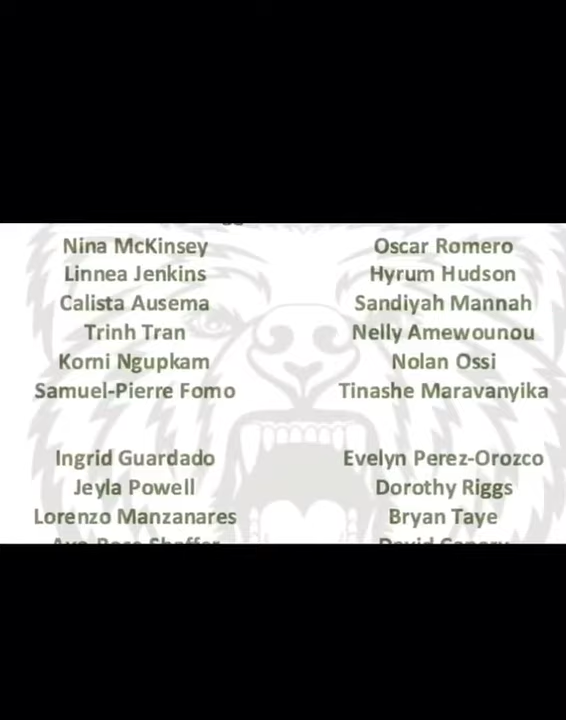 Nina McKinsey Oscar Romero
Linnea Jenkins Hyrum Hudson
Calista Ausema Sandiyah Mannah
Trinh Tran Nelly Amewounou
Korni Ngupkam Nolan Ossi
Samuel-Pierre Fomo Tinashe Maravanyika
Ingrid Guardado Evelyn Perez-Orozco
Jeyla Powell Dorothy Riggs
Lorenzo Manzanares Bryan Taye